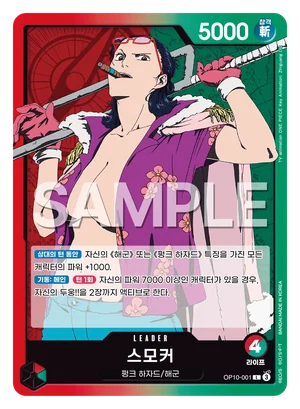 5000
참격
斬
SAMPLE
상대의 턴 동안 자신의 《해군》 또는 《펑크 하자드》 특징을 가진 모든
캐릭터의 파워 +1000.
기동: 메인 턴 1회 자신의 파워 7000 이상인 캐릭터가 있을 경우,
자신의 두웅!!을 2장까지 액티브로 한다.
LEADER
스모커
펑크 하자드/해군
4
라이프
OP10-001 L 3